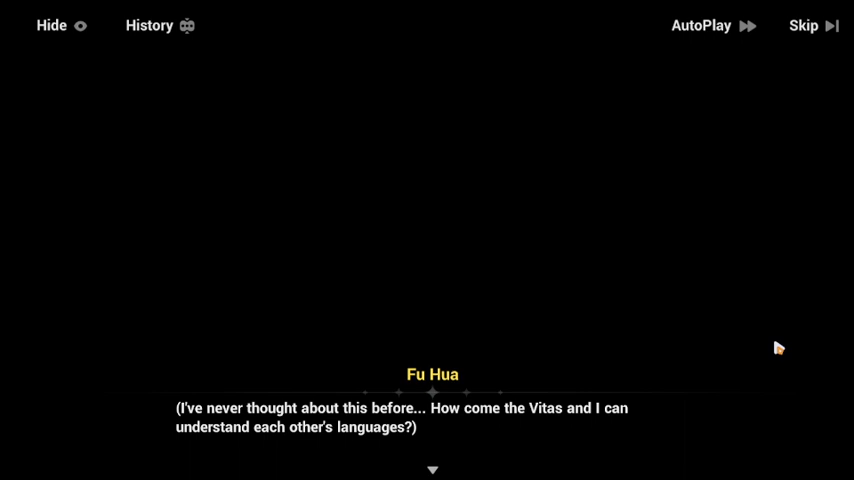 Hide
History
AutoPlay
Skip
Fu Hua
(I've never thought about this before... How come the Vitas and I can
understand each other's languages?)